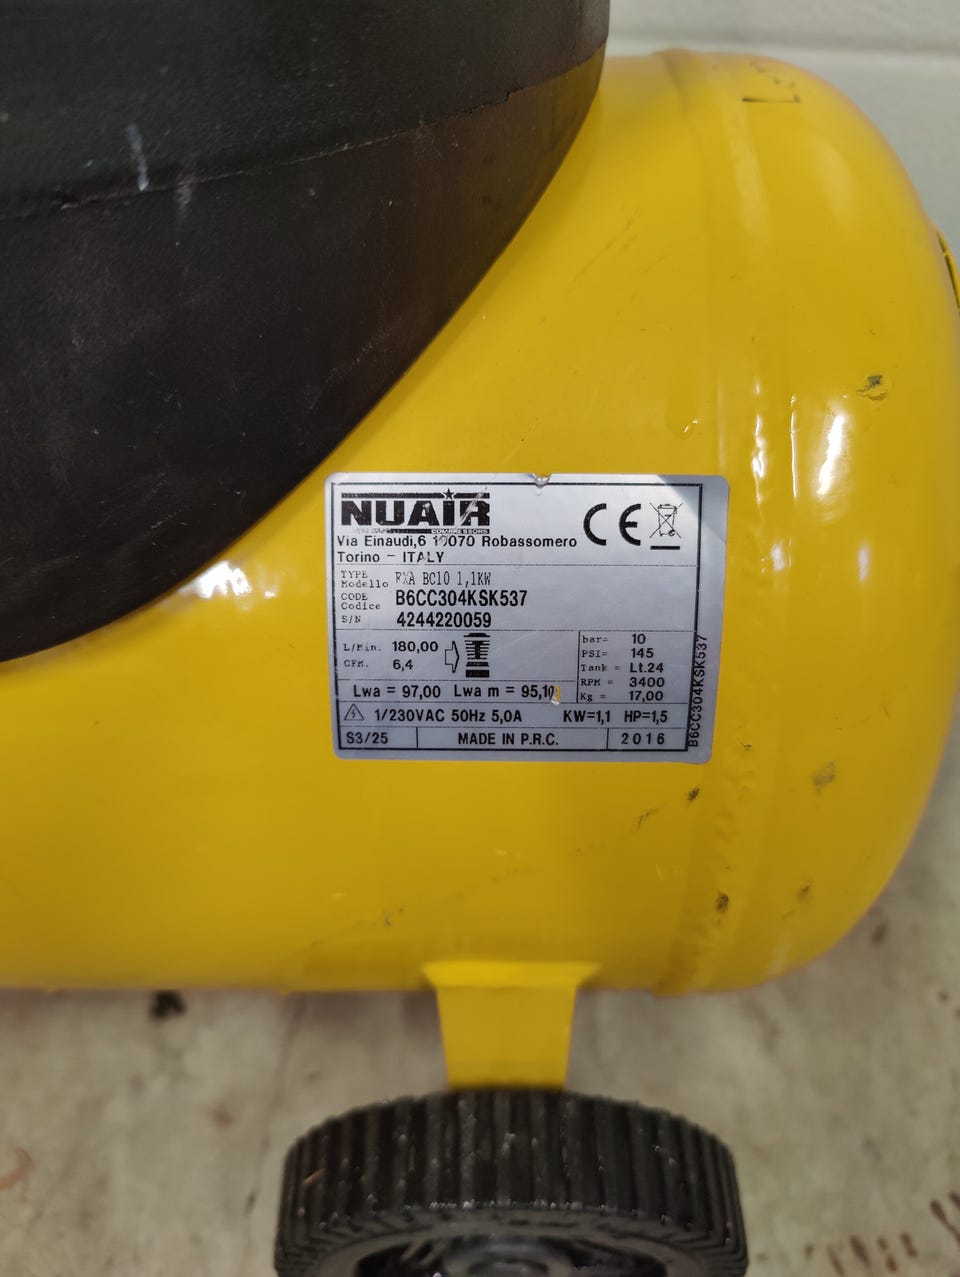 NUAIR
COMPRESSORS
CE
Via Einaudi,6 10070 Robassomero
Torino - ITALY
TYPE
Modello RXA BC10 1,1KW
CODE
Codice B6CC304KSK537
S/N 4244220059
L/Min. 180,00
CFM. 6,4
bar= 10
PSI= 145
Tank = Lt.24
RPM = 3400
Kg = 17,00
Lwa = 97,00 Lwa m = 95,10
1/230VAC 50Hz 5,0A KW=1,1 HP=1,5
S3/25 MADE IN P.R.C. 2016
B6CC304KSK537